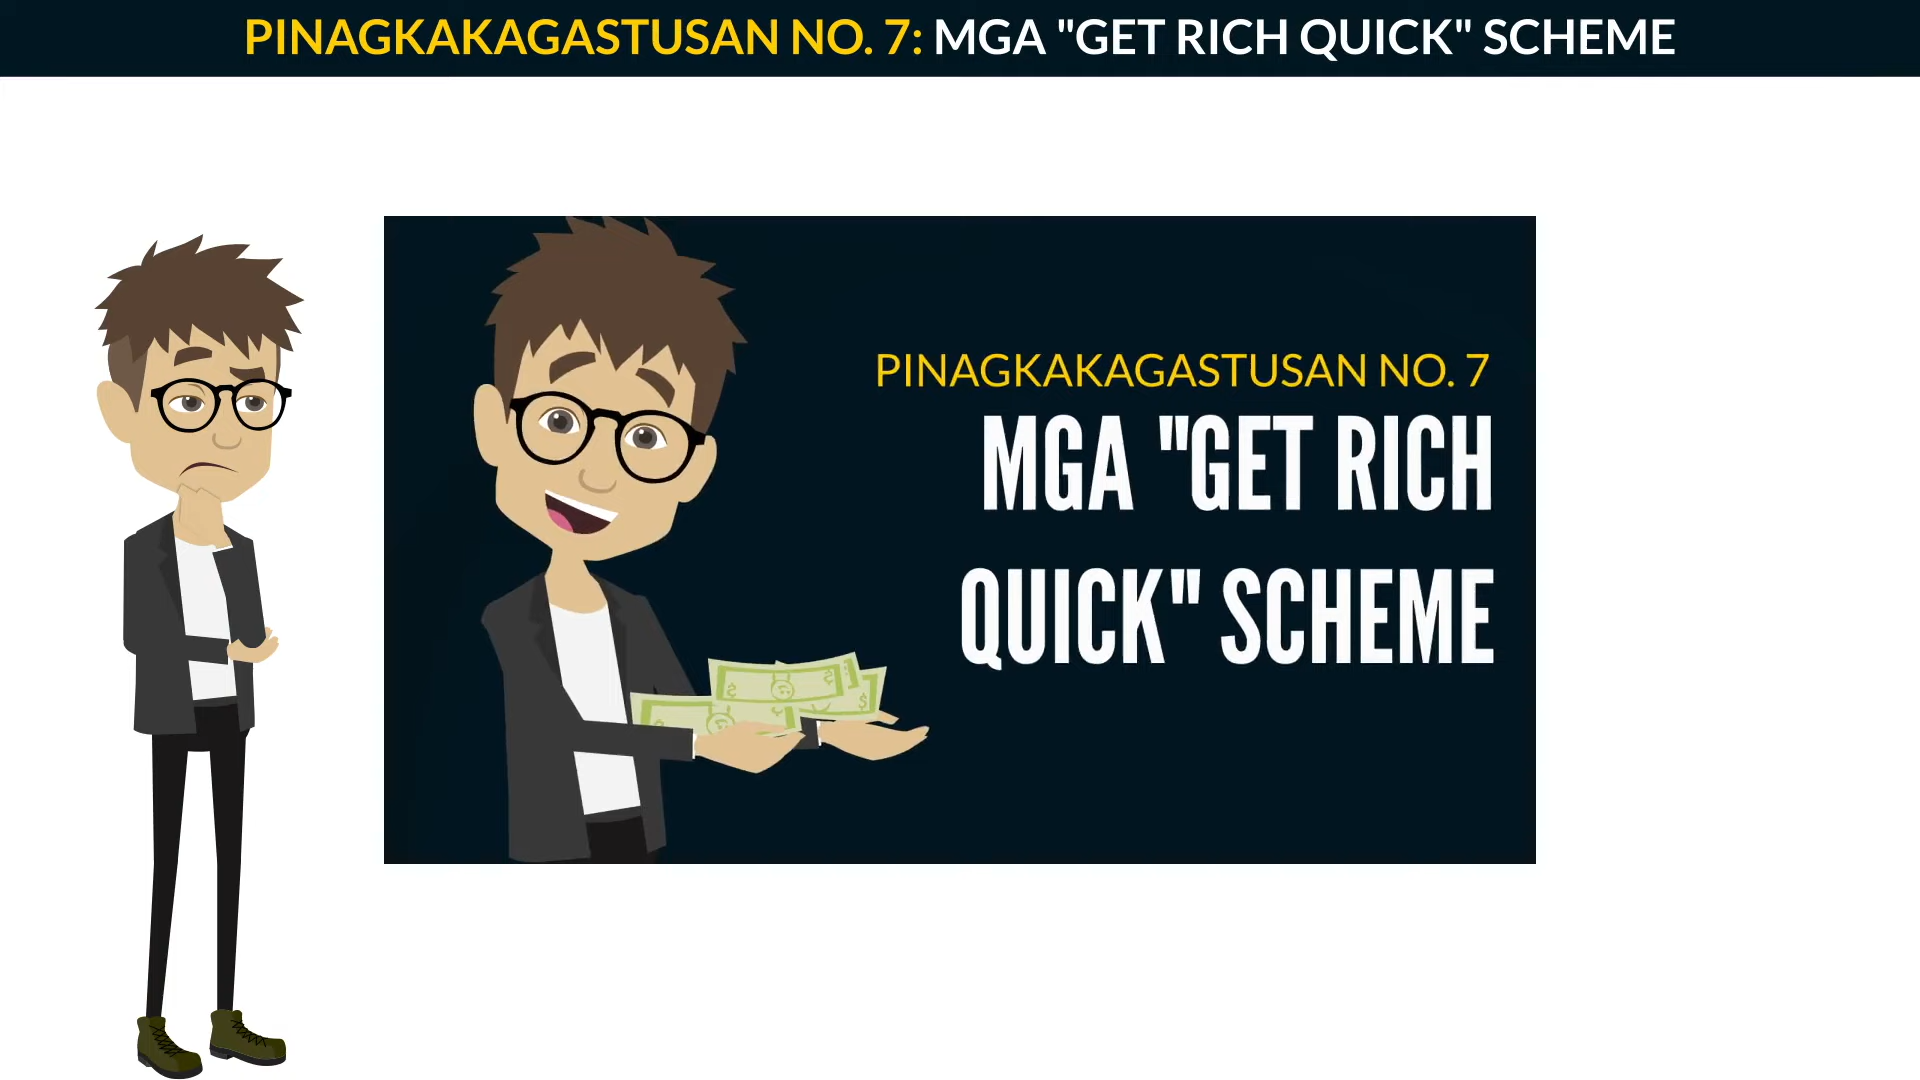 PINAGKAKAGASTUSAN NO. 7: MGA "GET RICH QUICK" SCHEME
PINAGKAKAGASTUSAN NO. 7
MGA "GET RICH
QUICK" SCHEME